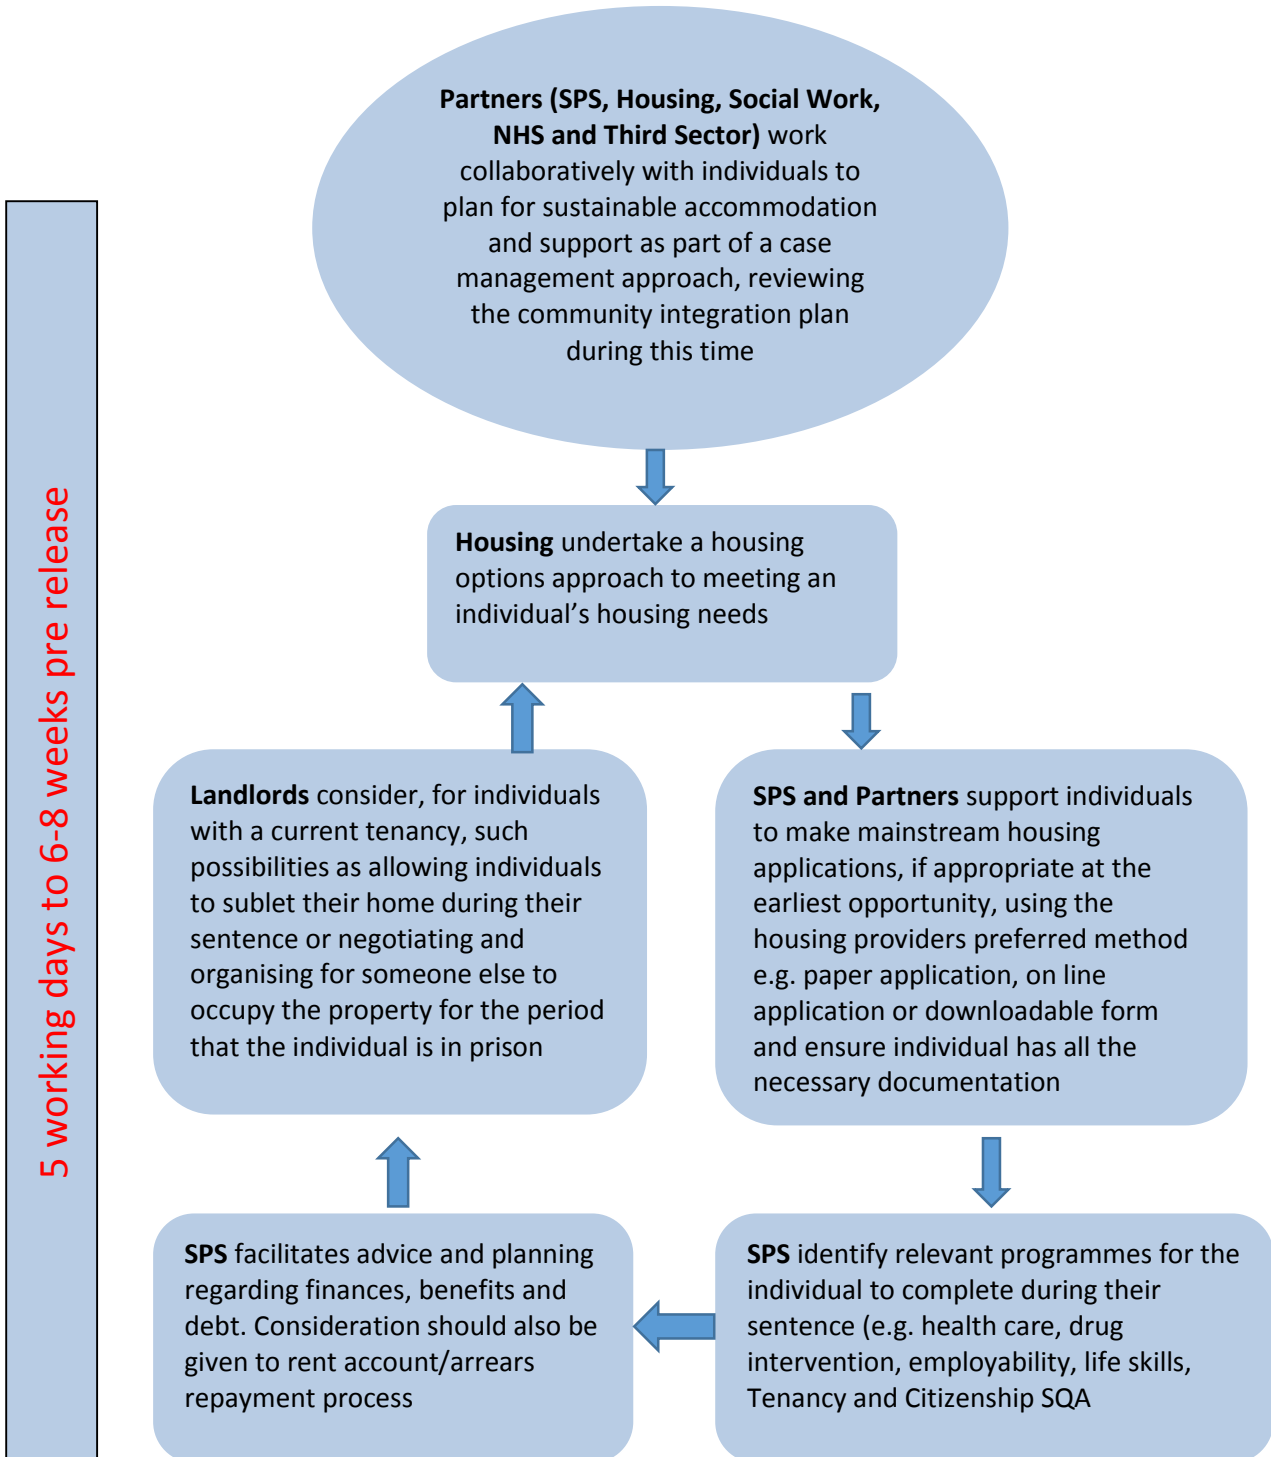 Partners (SPS, Housing, Social Work,
NHS and Third Sector) work
collaboratively with individuals to
plan for sustainable accommodation
and support as part of a case
management approach, reviewing
the community integration plan
during this time
5 working days to 6-8 weeks pre release
Housing undertake a housing
options approach to meeting an
individual’s housing needs
Landlords consider, for individuals
with a current tenancy, such
possibilities as allowing individuals
to sublet their home during their
sentence or negotiating and
organising for someone else to
occupy the property for the period
that the individual is in prison
SPS and Partners support individuals
to make mainstream housing
applications, if appropriate at the
earliest opportunity, using the
housing providers preferred method
e.g. paper application, on line
application or downloadable form
and ensure individual has all the
necessary documentation
SPS facilitates advice and planning
regarding finances, benefits and
debt. Consideration should also be
given to rent account/arrears
repayment process
SPS identify relevant programmes for the
individual to complete during their
sentence (e.g. health care, drug
intervention, employability, life skills,
Tenancy and Citizenship SQA